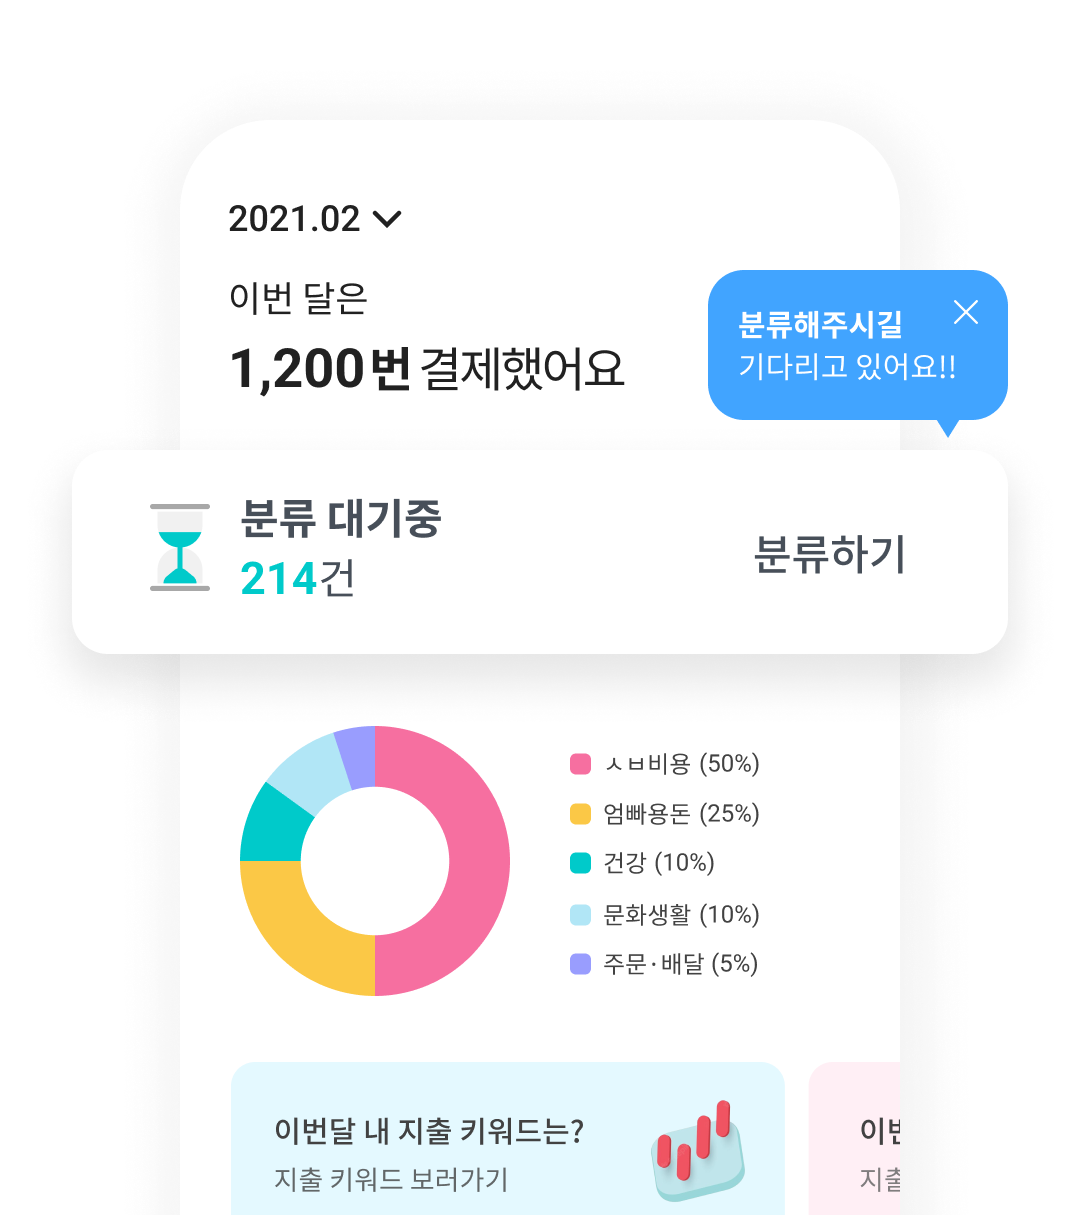 2021.02
이번 달은
1,200번 결제했어요
분류해주시길
기다리고 있어요!!
분류 대기중
214건
분류하기
ㅅㅂ비용 (50%)
엄빠용돈 (25%)
건강 (10%)
문화생활 (10%)
주문·배달 (5%)
이번달 내 지출 키워드는?
지출 키워드 보러가기
이번
지출